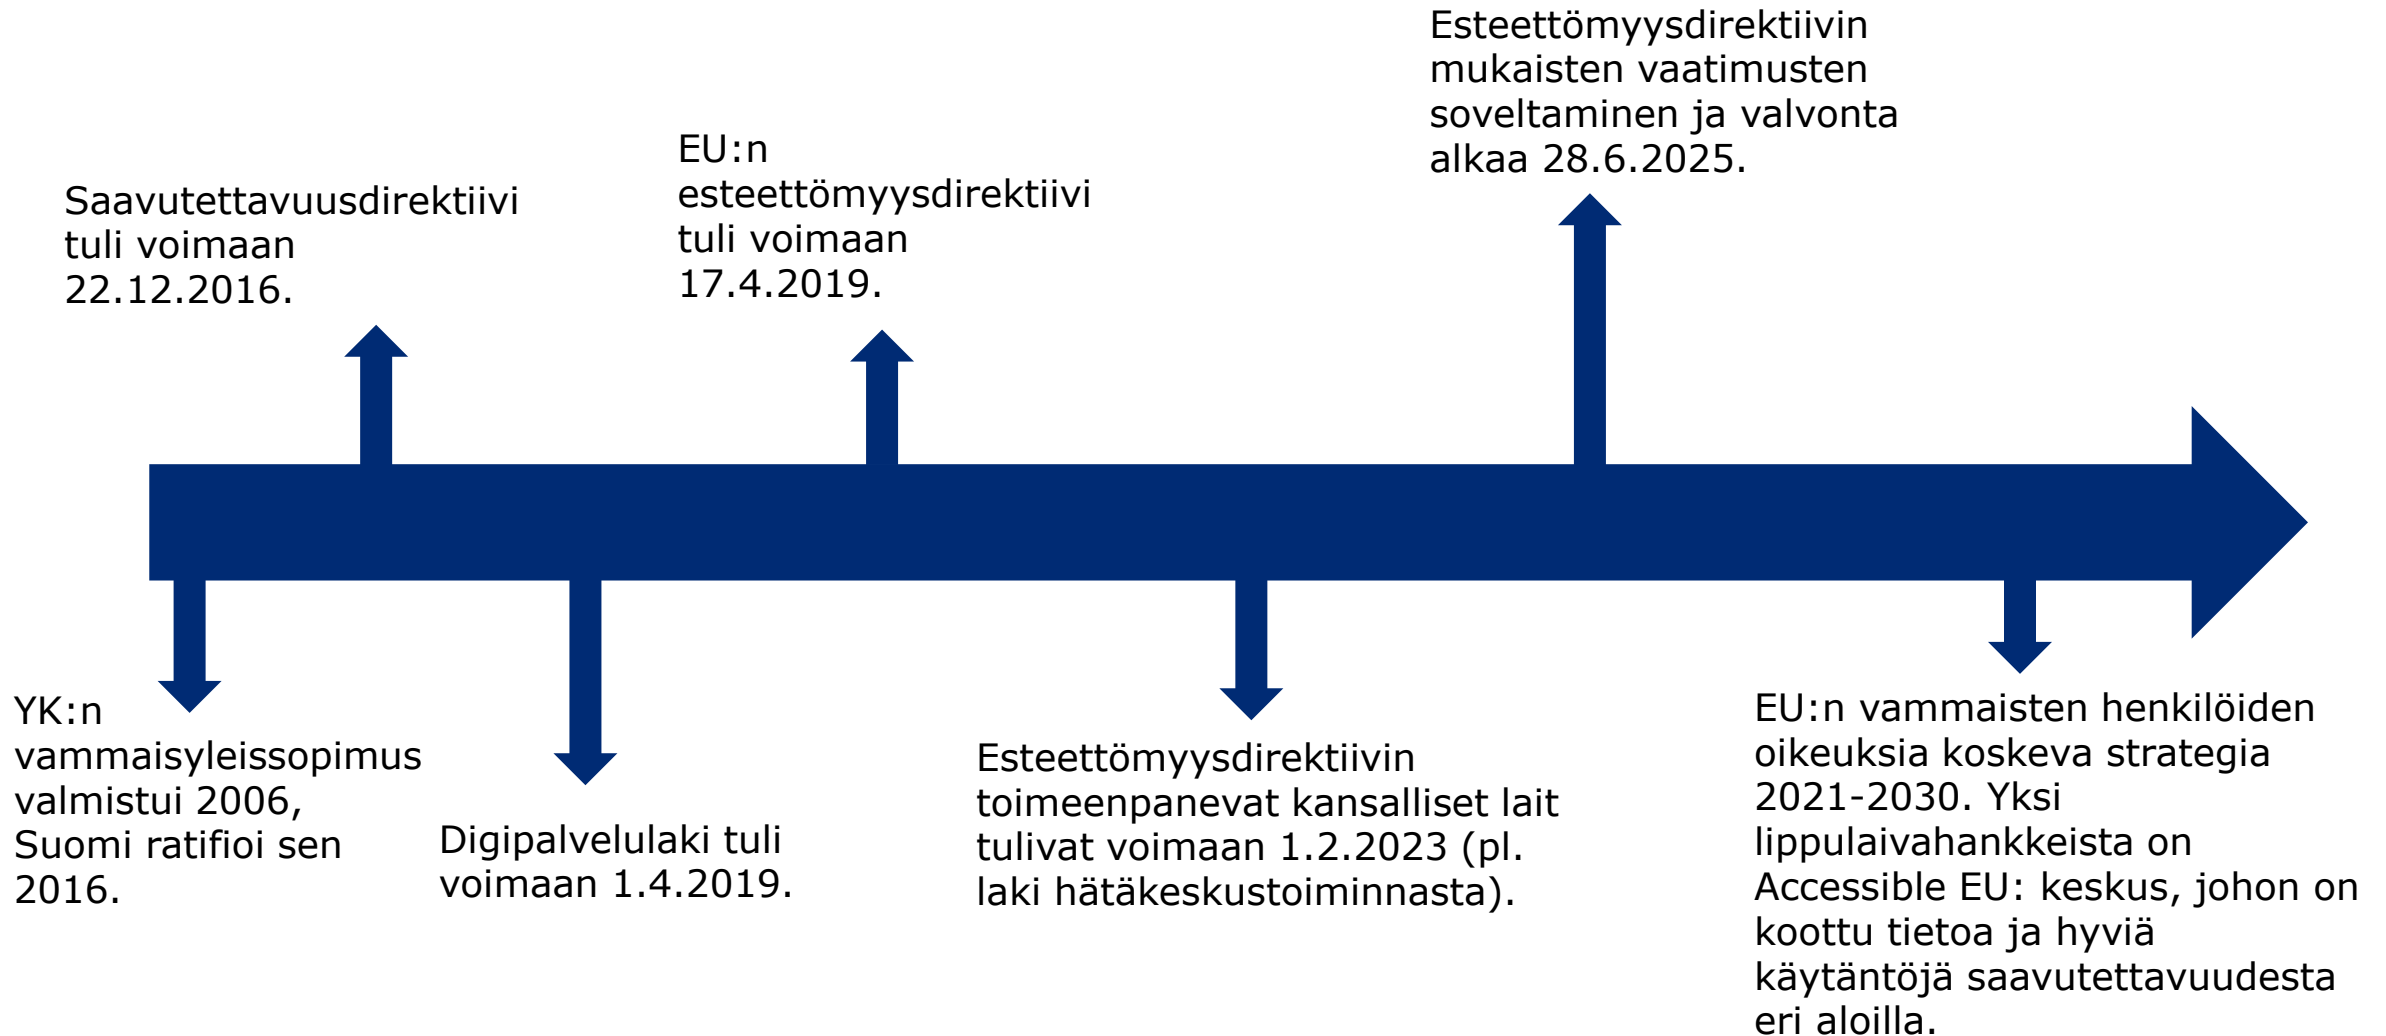 Saavutettavuusdirektiivi
tuli voimaan
22.12.2016.
EU:n
esteettömyysdirektiivi
tuli voimaan
17.4.2019.
Esteettömyysdirektiivin
mukaisten vaatimusten
soveltaminen ja valvonta
alkaa 28.6.2025.
YK:n
vammaisyleissopimus
valmistui 2006,
Suomi ratifioi sen
2016.
Digipalvelulaki tuli
voimaan 1.4.2019.
Esteettömyysdirektiivin
toimeenpanevat kansalliset lait
tulivat voimaan 1.2.2023 (pl.
laki hätäkeskustoiminnasta).
EU:n vammaisten henkilöiden
oikeuksia koskeva strategia
2021-2030. Yksi
lippulaivahankkeista on
Accessible EU: keskus, johon on
koottu tietoa ja hyviä
käytäntöjä saavutettavuudesta
eri aloilla.